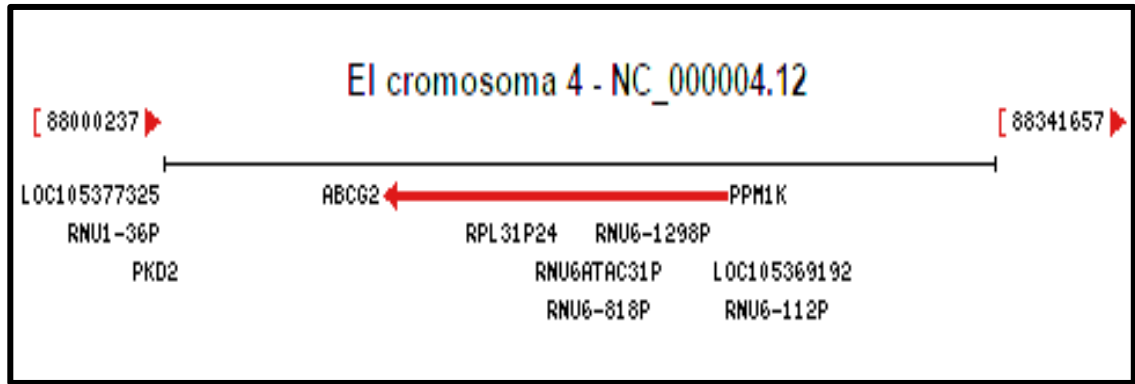 El cromosoma 4 - NC_000004.12
[ 88000237
[ 88341657
LOC105377325 ABCG2 PPM1K
RNU1-36P RPL31P24 RNU6-1298P
PKD2 RNU6ATAC31P LOC105369192
RNU6-818P RNU6-112P